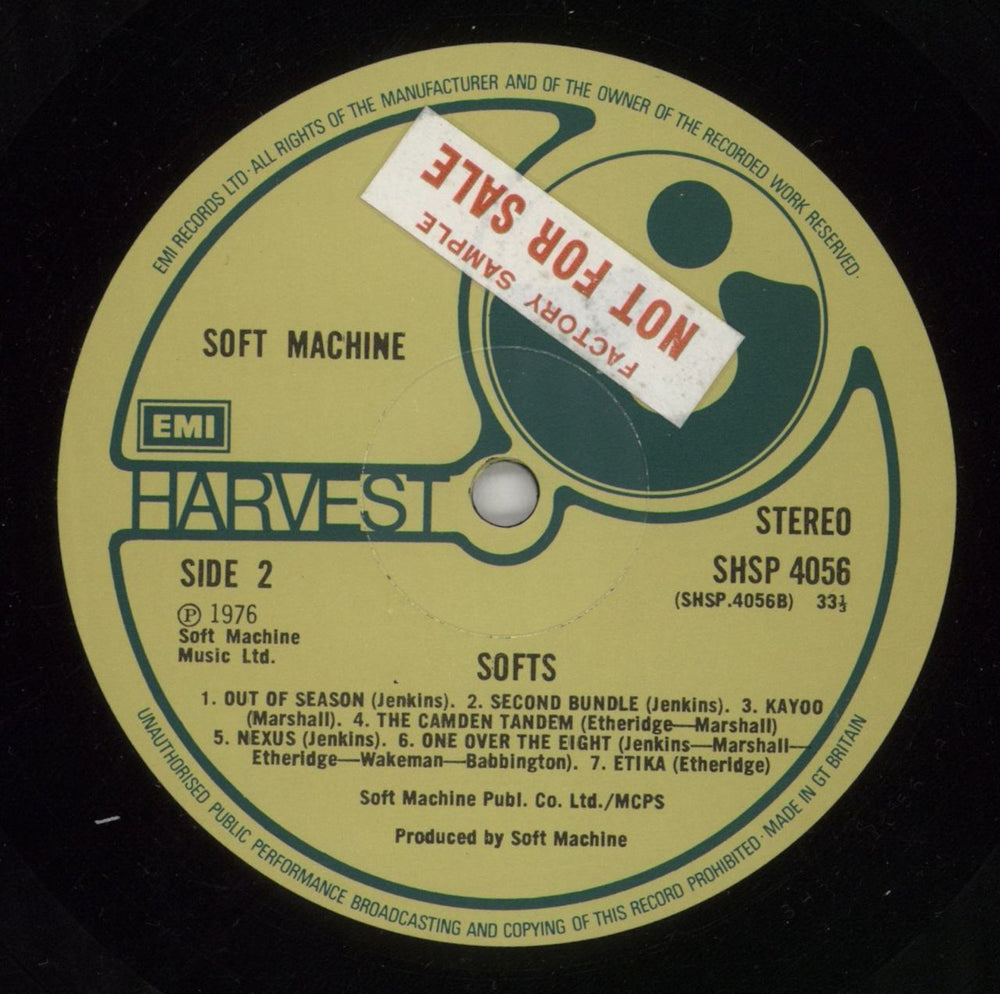 EMI RECORDS LTD·ALL RIGHTS OF THE MANUFACTURER AND OF THE OWNER OF THE RECORDED WORK RESERVED·
NOT FOR SALE
FACTORY SAMPLE
SOFT MACHINE
EMI
HARVEST
STEREO
SHSP 4056
(SHSP.4056B) 33⅓
SIDE 2
Ⓟ 1976
Soft Machine
Music Ltd.
SOFTS
1. OUT OF SEASON (Jenkins). 2. SECOND BUNDLE (Jenkins). 3. KAYOO
(Marshall). 4. THE CAMDEN TANDEM (Etheridge—Marshall)
5. NEXUS (Jenkins). 6. ONE OVER THE EIGHT (Jenkins—Marshall—
Etheridge—Wakeman—Babbington). 7. ETIKA (Etheridge)
Soft Machine Publ. Co. Ltd./MCPS
Produced by Soft Machine
UNAUTHORISED PUBLIC PERFORMANCE BROADCASTING AND COPYING OF THIS RECORD PROHIBITED·MADE IN GT BRITAIN